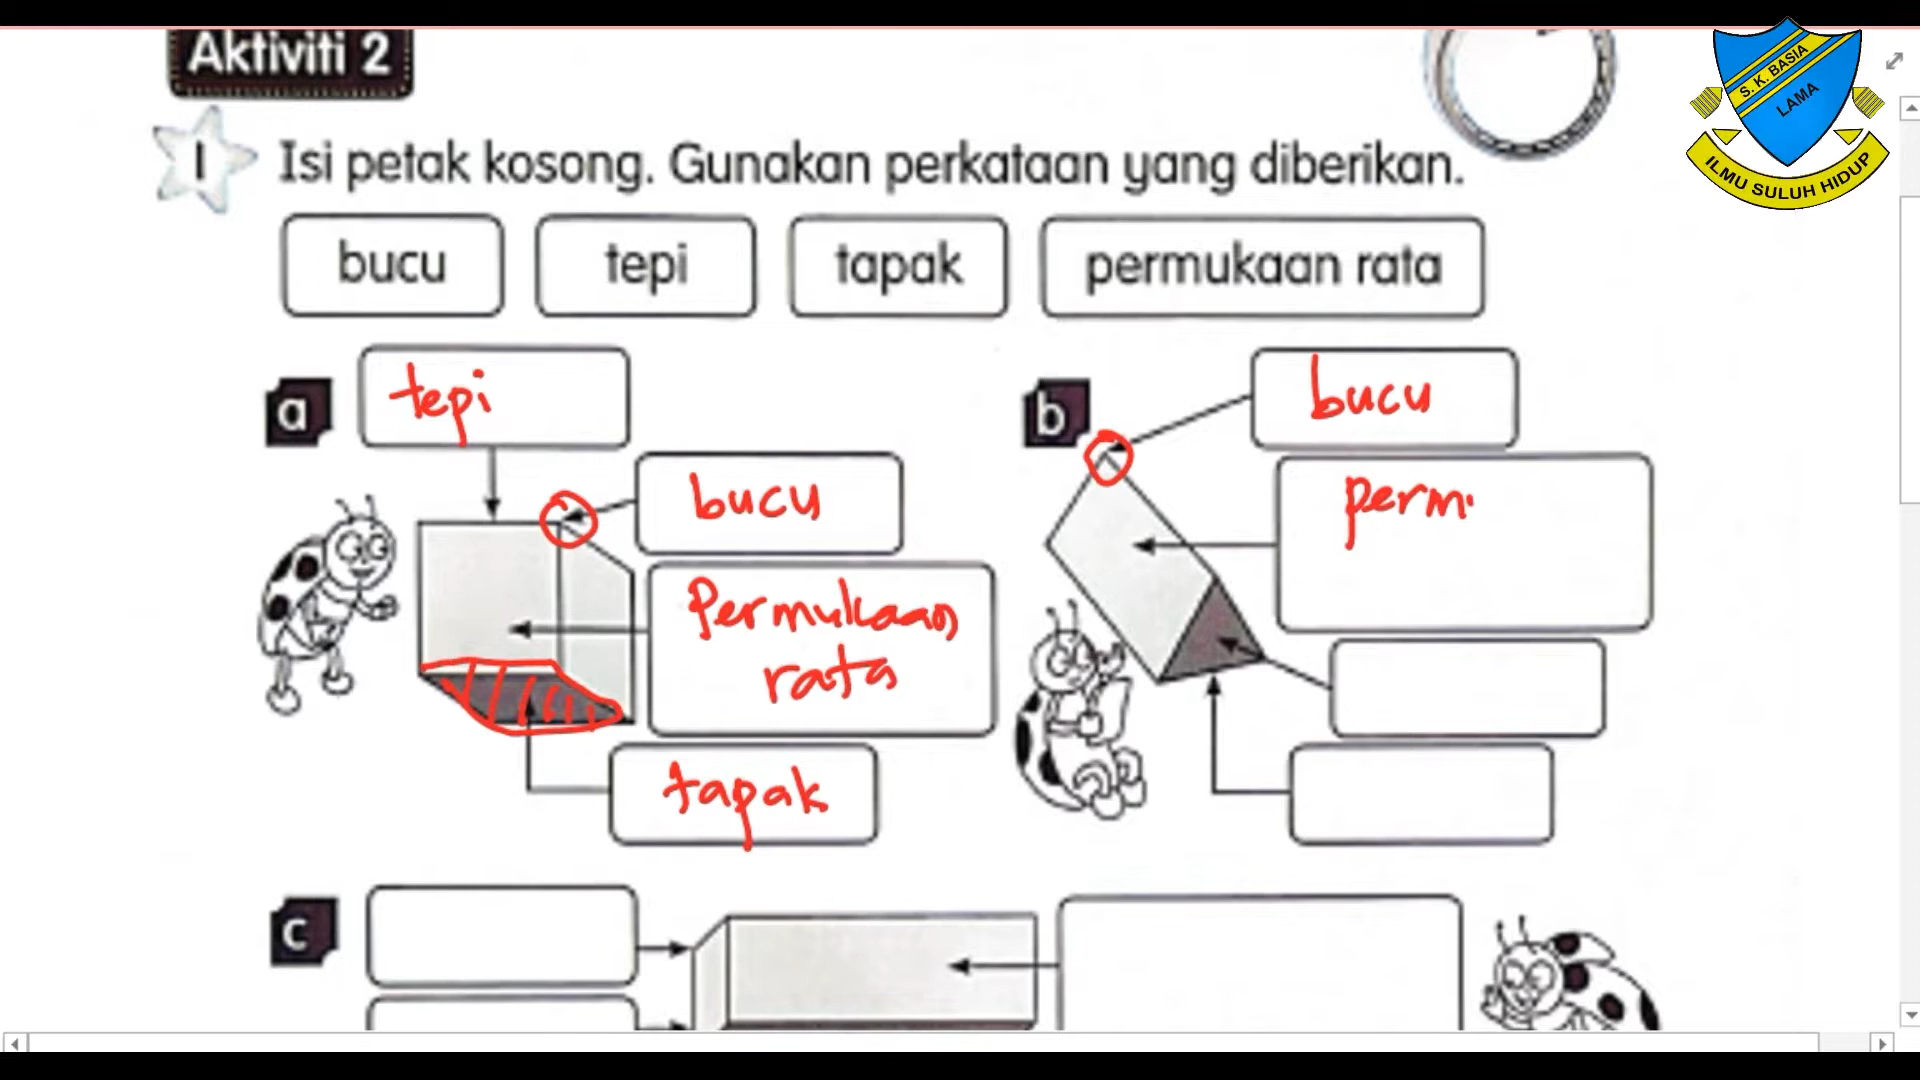 Aktiviti 2
S. K. BASIA
LAMA
ILMU SULUH HIDUP
1 Isi petak kosong. Gunakan perkataan yang diberikan.
bucu tepi tapak permukaan rata
a tepi
bucu
Permukaan
rata
tapak
b bucu
perm
c